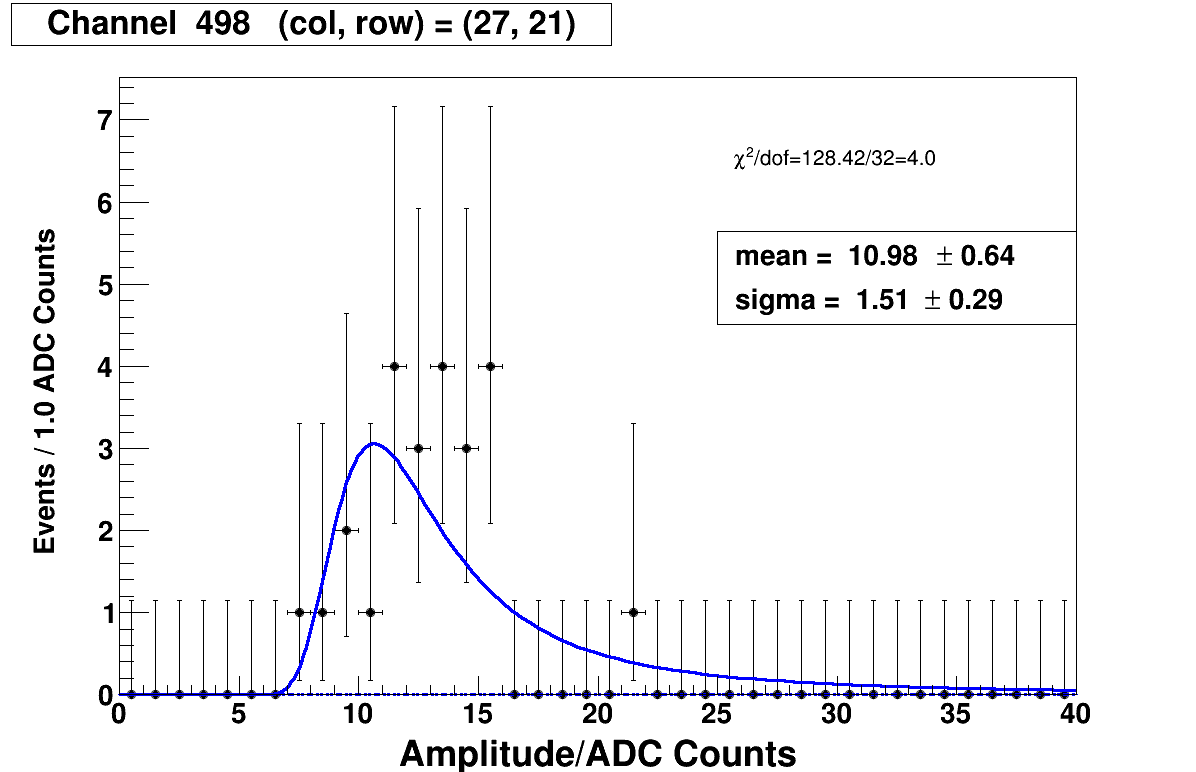 Channel 498 (col, row) = (27, 21)
χ²/dof=128.42/32=4.0
mean = 10.98 ± 0.64
sigma = 1.51 ± 0.29
Events / 1.0 ADC Counts
7
6
5
4
3
2
1
0
0 5 10 15 20 25 30 35 40
Amplitude/ADC Counts